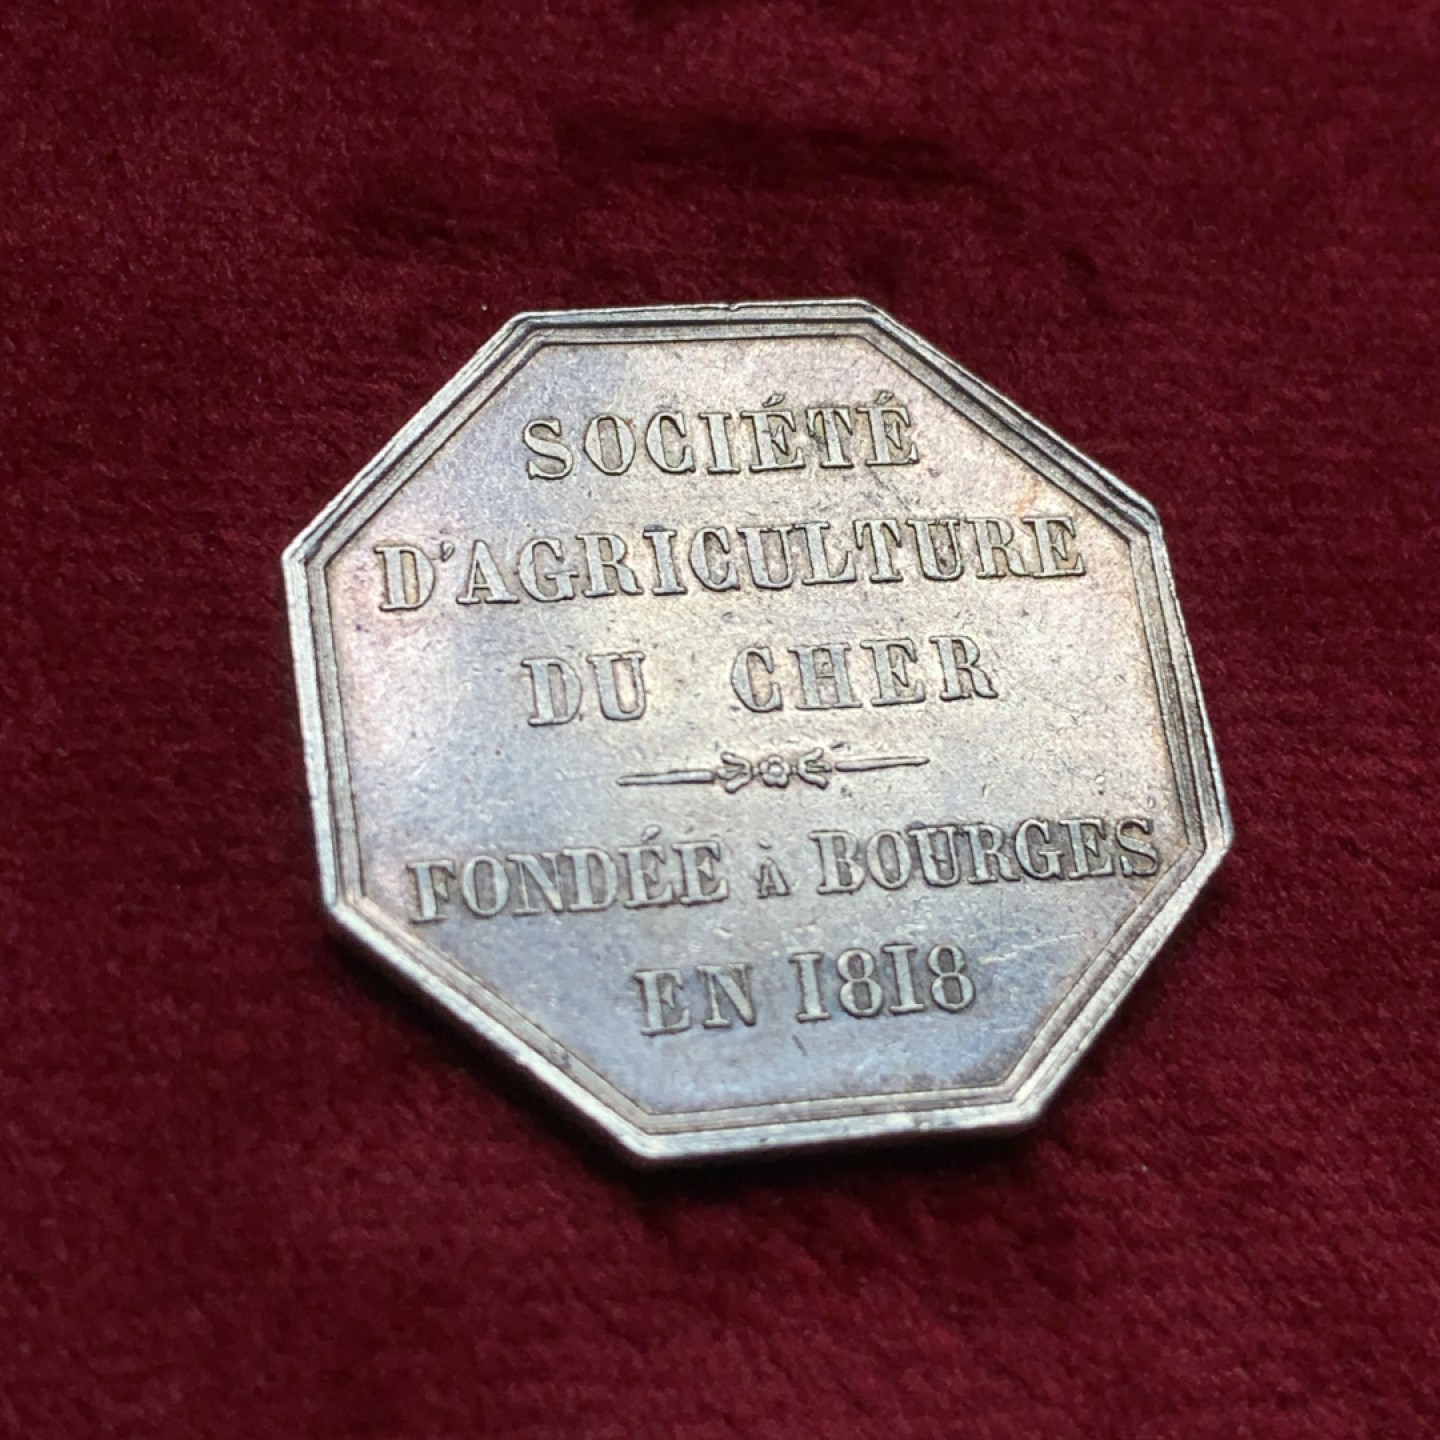 SOCIÉTÉ
D'AGRICULTURE
DU CHER
FONDÉE À BOURGES
EN 1818